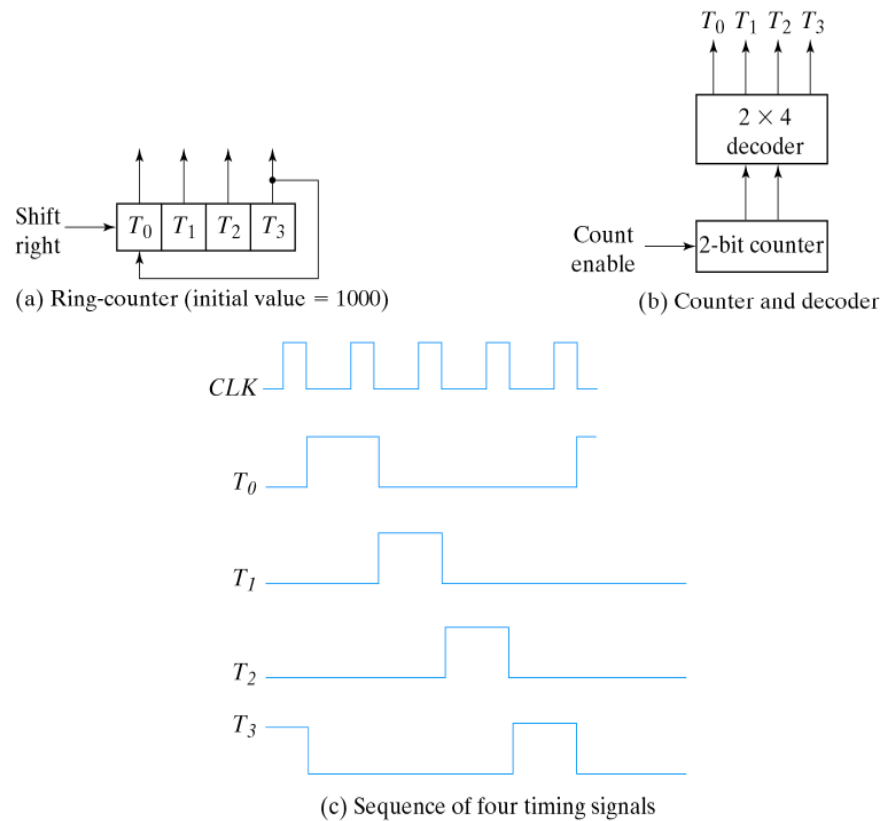 T0 T1 T2 T3
2 × 4
decoder
Shift
right
T0 T1 T2 T3
Count
enable
2-bit counter
(a) Ring-counter (initial value = 1000)
(b) Counter and decoder
CLK
T0
T1
T2
T3
(c) Sequence of four timing signals